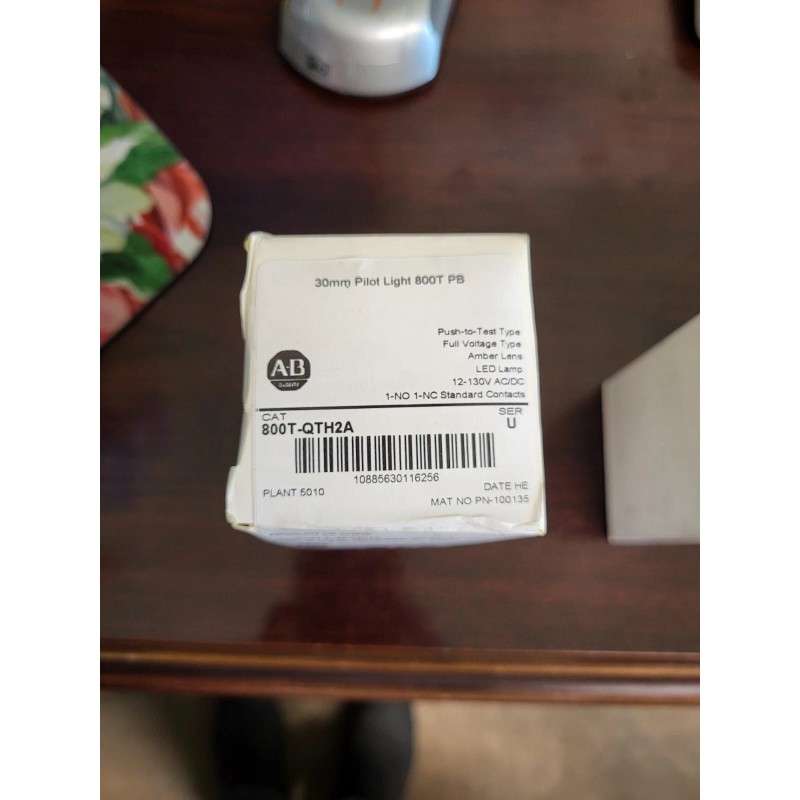 30mm Pilot Light 800T PB
Push-to-Test Type
Full Voltage Type
Amber Lens
LED Lamp
12-130V AC/DC
1-NO 1-NC Standard Contacts
A-B
QUALITY
CAT
SER
800T-QTH2A
U
10885630116256
PLANT 5010
DATE HE
MAT NO PN-100135